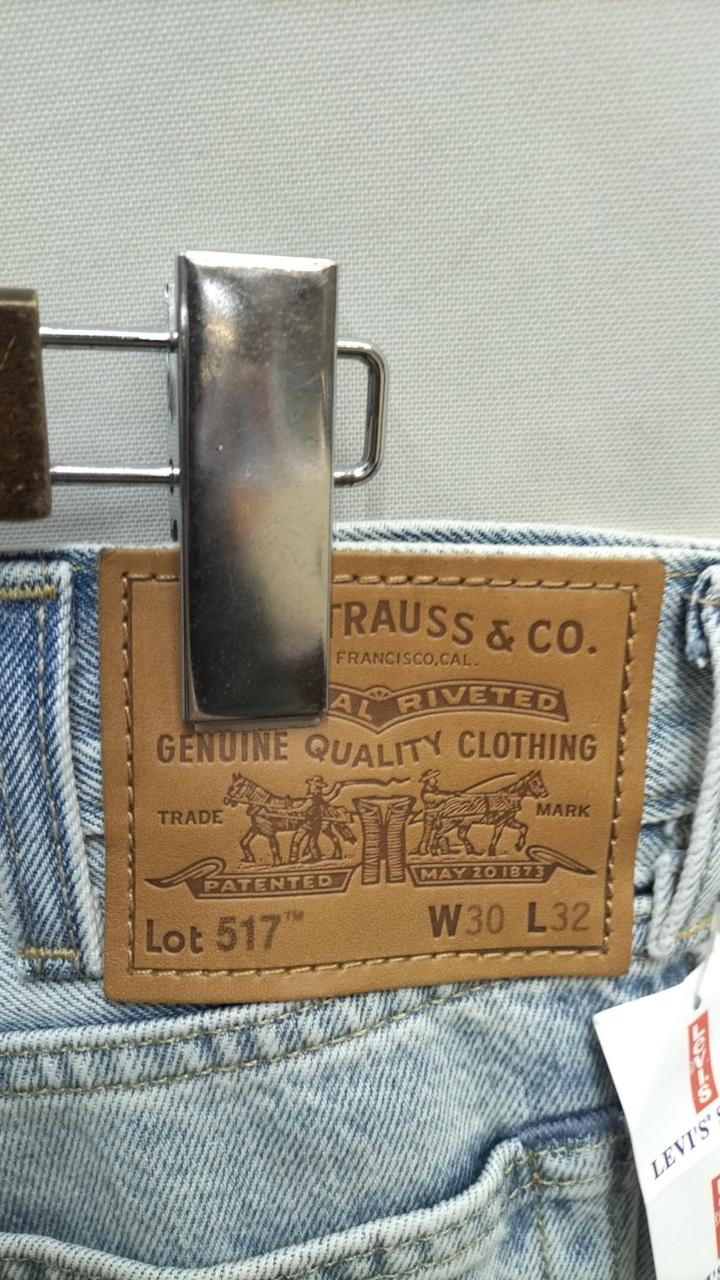 TRAUSS & CO.
FRANCISCO, CAL.
AL RIVETED
GENUINE QUALITY CLOTHING
TRADE MARK
PATENTED MAY 20 1873
Lot 517™ W30 L32
LEVI'S
LEVI'S®